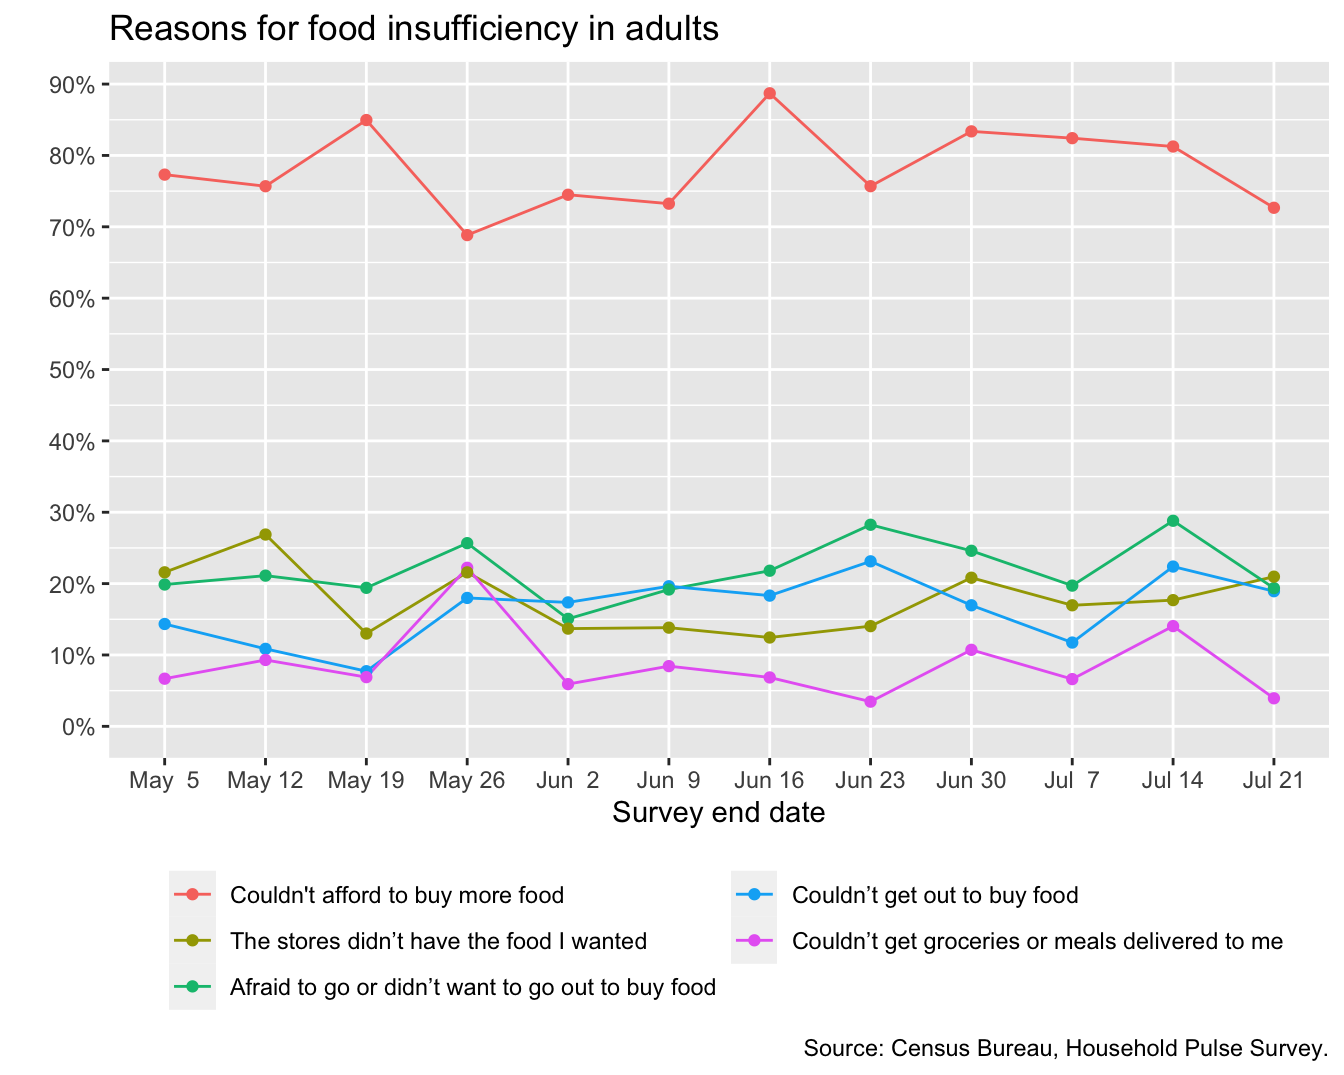 Reasons for food insufficiency in adults
90%
80%
70%
60%
50%
40%
30%
20%
10%
0%
May  5 May 12 May 19 May 26 Jun  2 Jun  9 Jun 16 Jun 23 Jun 30 Jul  7 Jul 14 Jul 21
Survey end date
Couldn't afford to buy more food
The stores didn’t have the food I wanted
Afraid to go or didn’t want to go out to buy food
Couldn’t get out to buy food
Couldn’t get groceries or meals delivered to me
Source: Census Bureau, Household Pulse Survey.